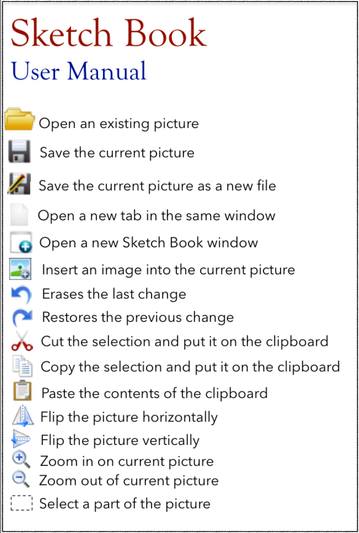 Sketch Book
User Manual
Open an existing picture
Save the current picture
Save the current picture as a new file
Open a new tab in the same window
Open a new Sketch Book window
Insert an image into the current picture
Erases the last change
Restores the previous change
Cut the selection and put it on the clipboard
Copy the selection and put it on the clipboard
Paste the contents of the clipboard
Flip the picture horizontally
Flip the picture vertically
Zoom in on current picture
Zoom out of current picture
Select a part of the picture